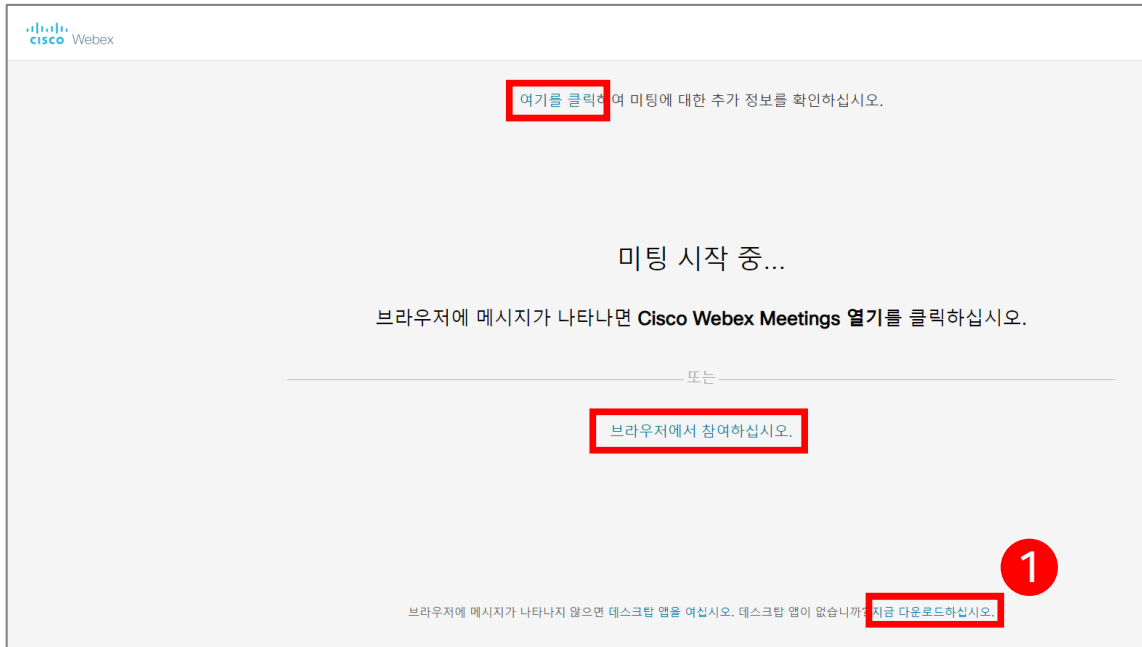 cisco Webex
여기를 클릭하여 미팅에 대한 추가 정보를 확인하십시오.
미팅 시작 중...
브라우저에 메시지가 나타나면 Cisco Webex Meetings 열기를 클릭하십시오.
또는
브라우저에서 참여하십시오.
1
브라우저에 메시지가 나타나지 않으면 데스크탑 앱을 여십시오. 데스크탑 앱이 없습니까? 지금 다운로드하십시오.